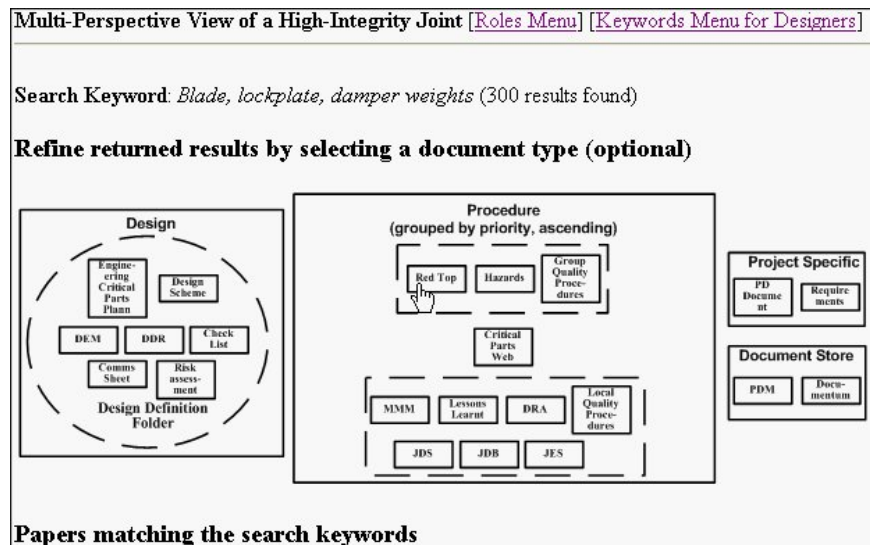 Multi-Perspective View of a High-Integrity Joint [Roles Menu] [Keywords Menu for Designers]
Search Keyword: Blade, lockplate, damper weights (300 results found)
Refine returned results by selecting a document type (optional)
Design
Engine-
ering
Critical
Parts
Plann
Design
Scheme
DEM
DDR
Check
List
Comms
Sheet
Risk
assess-
ment
Design Definition
Folder
Procedure
(grouped by priority, ascending)
Red Top
Hazards
Group
Quality
Proce-
dures
Critical
Parts
Web
MMM
Lessons
Learnt
DRA
Local
Quality
Proce-
dures
JDS
JDB
JES
Project Specific
PD
Docume
nt
Require
ments
Document Store
PDM
Docu-
mentum
Papers matching the search keywords